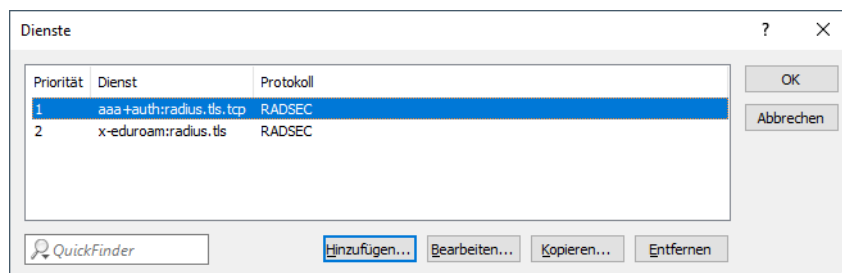 Dienste ?
Priorität Dienst Protokoll
1 aaa+auth:radius.tls.tcp RADSEC
2 x-eduroam:radius.tls RADSEC
OK
Abbrechen
QuickFinder Hinzufügen... Bearbeiten... Kopieren... Entfernen